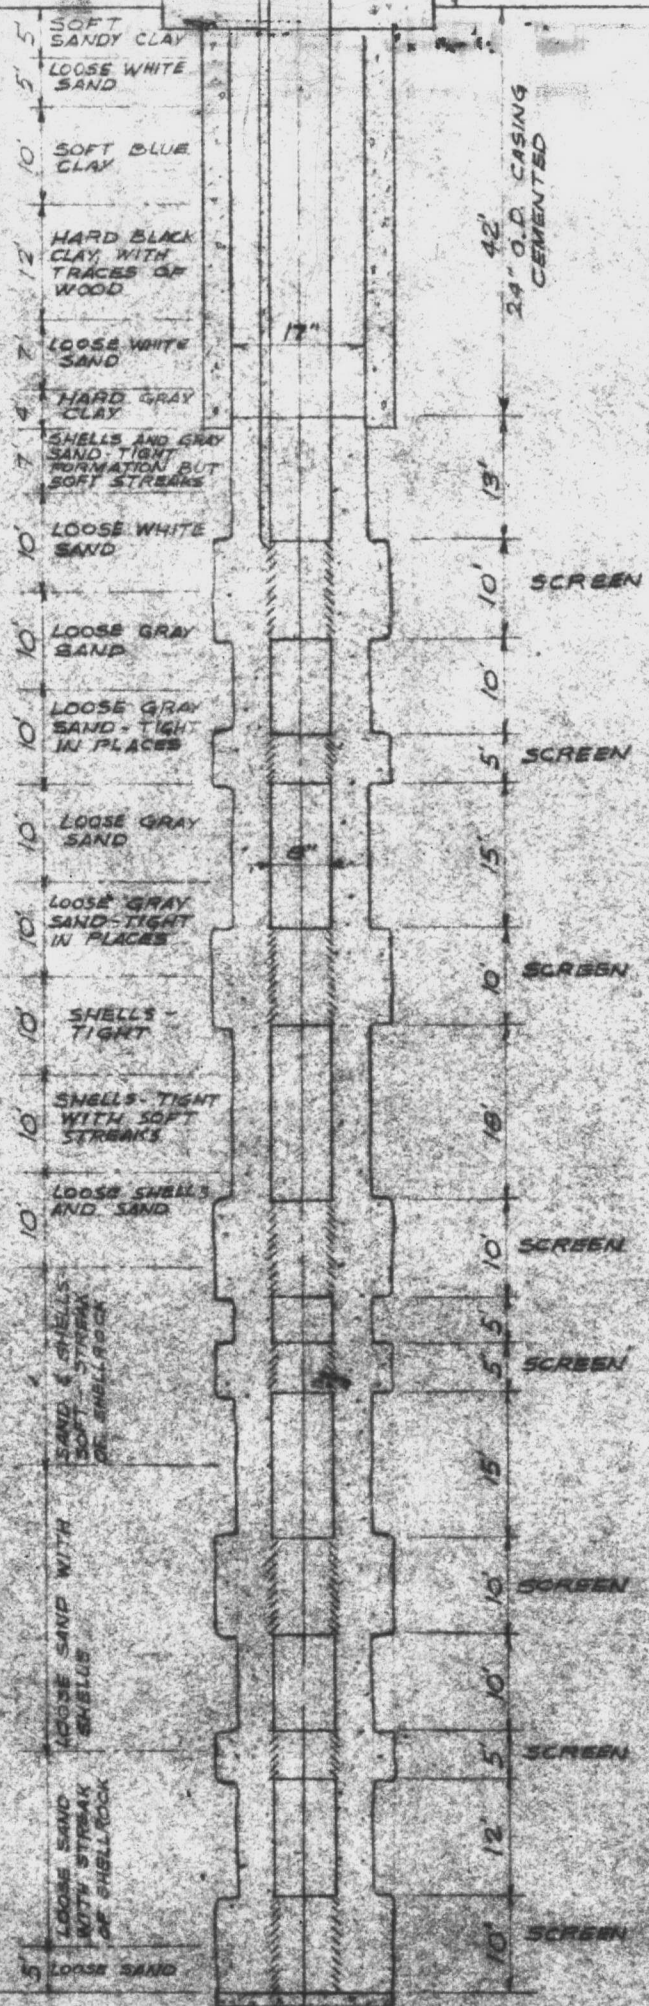 5'
SOFT
SANDY CLAY
5'
LOOSE WHITE
SAND
10'
SOFT BLUE
CLAY
12'
HARD BLACK
CLAY, WITH
TRACES OF
WOOD
7'
LOOSE WHITE
SAND
4'
HARD GRAY
CLAY
7'
SHELLS AND GRAY
SAND-TIGHT
FORMATION BUT
SOFT STREAKS
10'
LOOSE WHITE
SAND
10'
LOOSE GRAY
SAND
10'
LOOSE GRAY
SAND-TIGHT
IN PLACES
10'
LOOSE GRAY
SAND
10'
LOOSE GRAY
SAND-TIGHT
IN PLACES
10'
SHELLS-
TIGHT
10'
SHELLS-TIGHT
WITH SOFT
STREAKS
10'
LOOSE SHELLS
AND SAND
SAND & SHELLS
SOFT - STREAK
OF SHELLROCK
LOOSE SAND WITH
SHELLS
LOOSE SAND
WITH STREAK
OF SHELLROCK
5'
LOOSE SAND
17"
8"
42'
24" O.D. CASING
CEMENTED
13'
10'
SCREEN
10'
5'
SCREEN
15'
10'
SCREEN
18'
10'
SCREEN
5'
5'
SCREEN
15'
10'
SCREEN
10'
5'
SCREEN
12'
10'
SCREEN